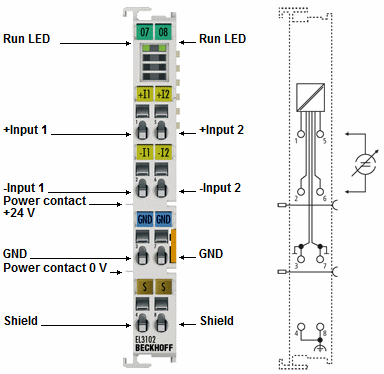 07 08
Run LED Run LED
+I1 +I2
+Input 1 +Input 2
-I1 -I2
-Input 1 -Input 2
Power contact
+24 V
GND GND
GND GND
Power contact 0 V
S S
Shield Shield
EL3102
BECKHOFF
1 5
2 6
3 7
4 8